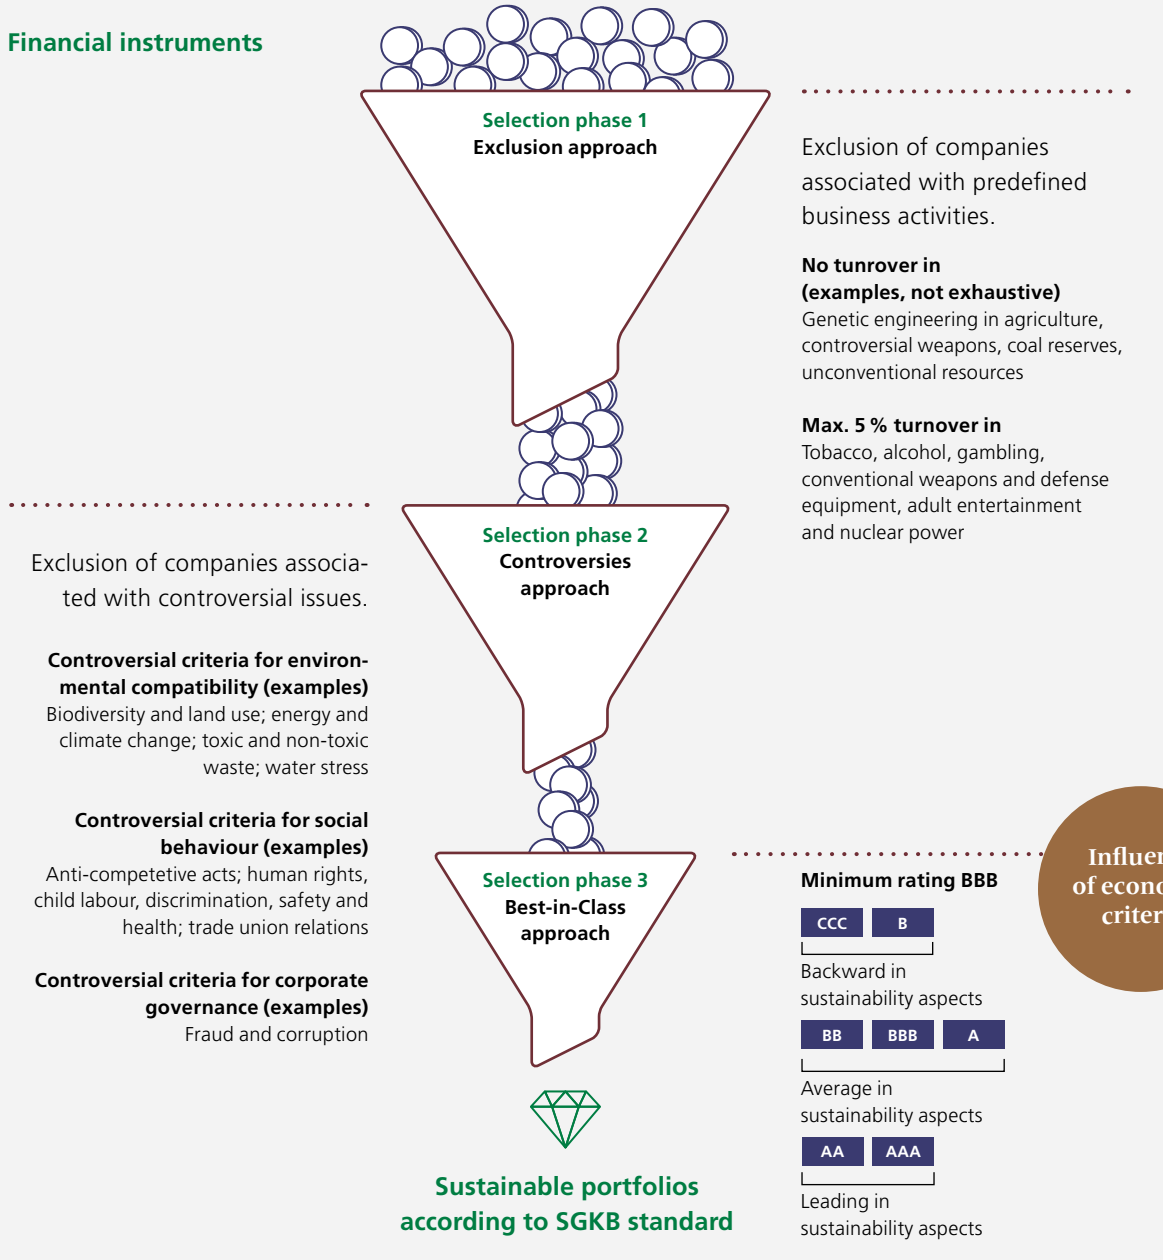 Financial instruments
Selection phase 1
Exclusion approach
Exclusion of companies
associated with predefined
business activities.
No tunrover in
(examples, not exhaustive)
Genetic engineering in agriculture,
controversial weapons, coal reserves,
unconventional resources
Max. 5 % turnover in
Tobacco, alcohol, gambling,
conventional weapons and defense
equipment, adult entertainment
and nuclear power
Selection phase 2
Controversies
approach
Exclusion of companies associa-
ted with controversial issues.
Controversial criteria for environ-
mental compatibility (examples)
Biodiversity and land use; energy and
climate change; toxic and non-toxic
waste; water stress
Controversial criteria for social
behaviour (examples)
Anti-competetive acts; human rights,
child labour, discrimination, safety and
health; trade union relations
Controversial criteria for corporate
governance (examples)
Fraud and corruption
Selection phase 3
Best-in-Class
approach
Minimum rating BBB
CCC B
Backward in
sustainability aspects
BB BBB A
Average in
sustainability aspects
AA AAA
Leading in
sustainability aspects
of
Sustainable portfolios
according to SGKB standard